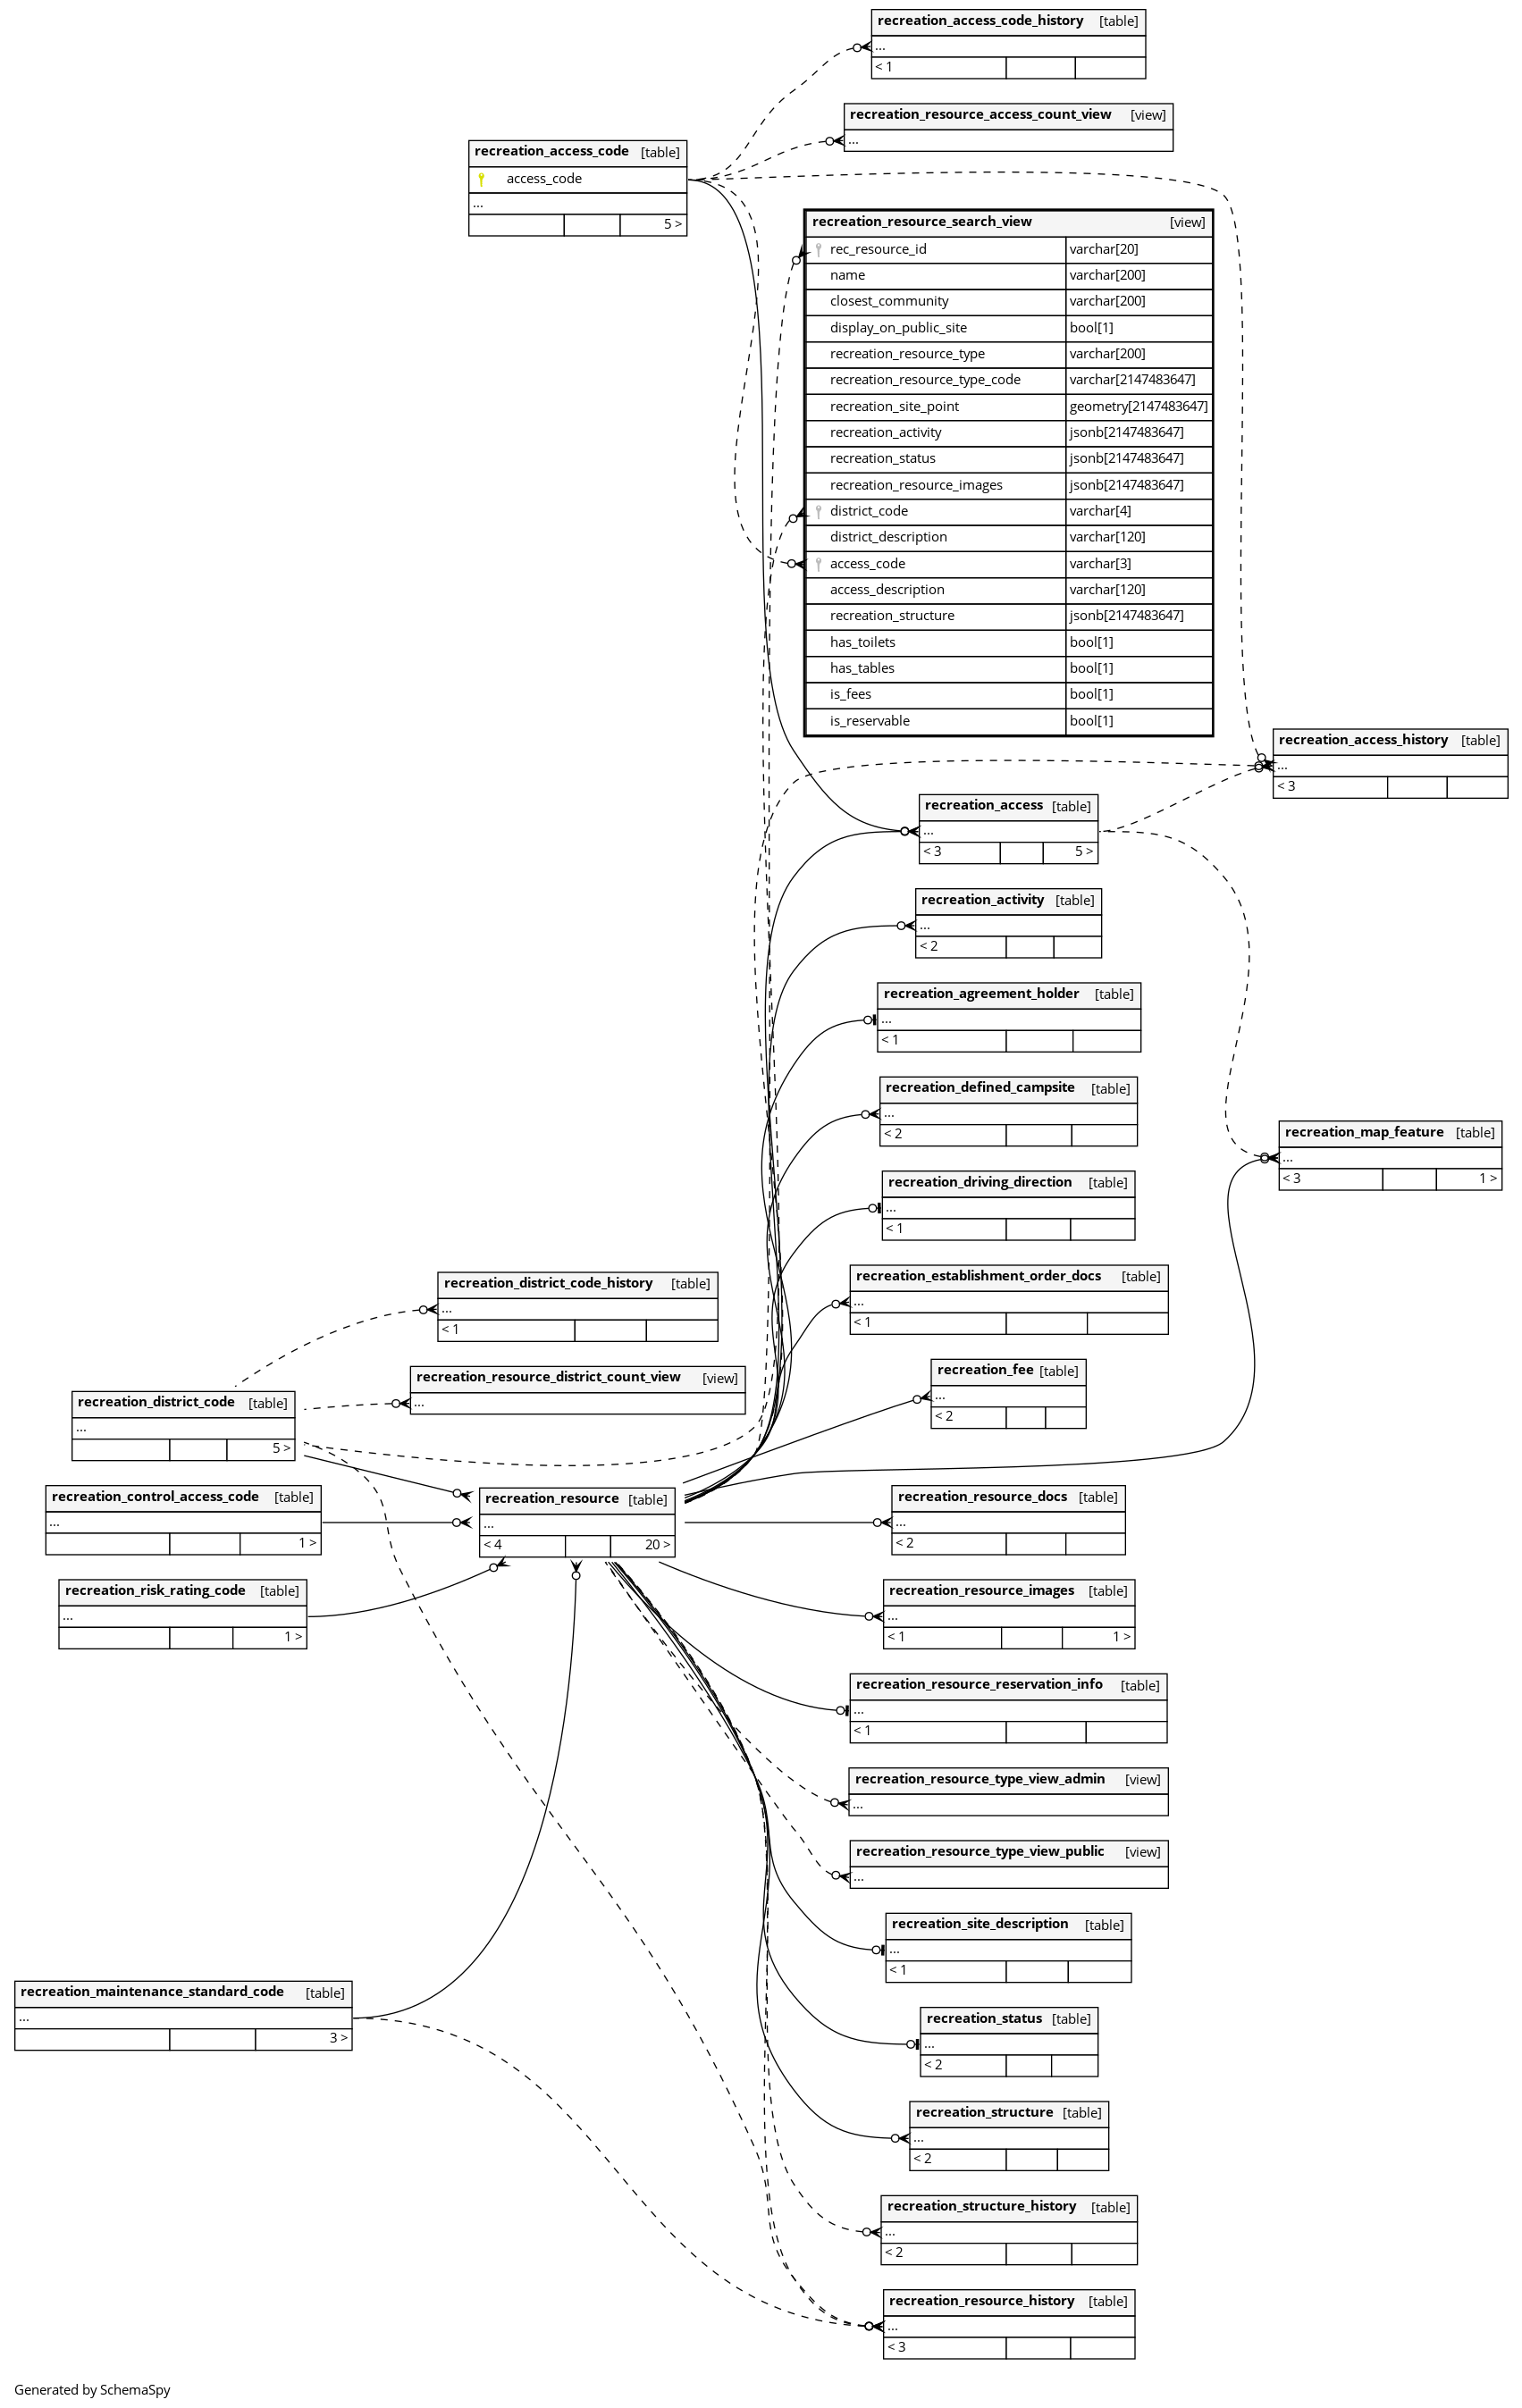 recreation_access_code_history [table]
...
< 1
recreation_resource_access_count_view [view]
...
recreation_access_code [table]
access_code
...
5 >
recreation_resource_search_view [view]
rec_resource_id varchar[20]
name varchar[200]
closest_community varchar[200]
display_on_public_site bool[1]
recreation_resource_type varchar[200]
recreation_resource_type_code varchar[2147483647]
recreation_site_point geometry[2147483647]
recreation_activity jsonb[2147483647]
recreation_status jsonb[2147483647]
recreation_resource_images jsonb[2147483647]
district_code varchar[4]
district_description varchar[120]
access_code varchar[3]
access_description varchar[120]
recreation_structure jsonb[2147483647]
has_toilets bool[1]
has_tables bool[1]
is_fees bool[1]
is_reservable bool[1]
recreation_access_history [table]
...
< 3
recreation_access [table]
...
< 3 5 >
recreation_activity [table]
...
< 2
recreation_agreement_holder [table]
...
< 1
recreation_defined_campsite [table]
...
< 2
recreation_map_feature [table]
...
< 3 1 >
recreation_driving_direction [table]
...
< 1
recreation_establishment_order_docs [table]
...
< 1
recreation_district_code_history [table]
...
< 1
recreation_resource_district_count_view [view]
...
recreation_fee [table]
...
< 2
recreation_district_code [table]
...
5 >
recreation_control_access_code [table]
...
1 >
recreation_resource [table]
...
< 4 20 >
recreation_resource_docs [table]
...
< 2
recreation_risk_rating_code [table]
...
1 >
recreation_resource_images [table]
...
< 1 1 >
recreation_resource_reservation_info [table]
...
< 1
recreation_resource_type_view_admin [view]
...
recreation_resource_type_view_public [view]
...
recreation_site_description [table]
...
< 1
recreation_maintenance_standard_code [table]
...
3 >
recreation_status [table]
...
< 2
recreation_structure [table]
...
< 2
recreation_structure_history [table]
...
< 2
recreation_resource_history [table]
...
< 3
Generated by SchemaSpy